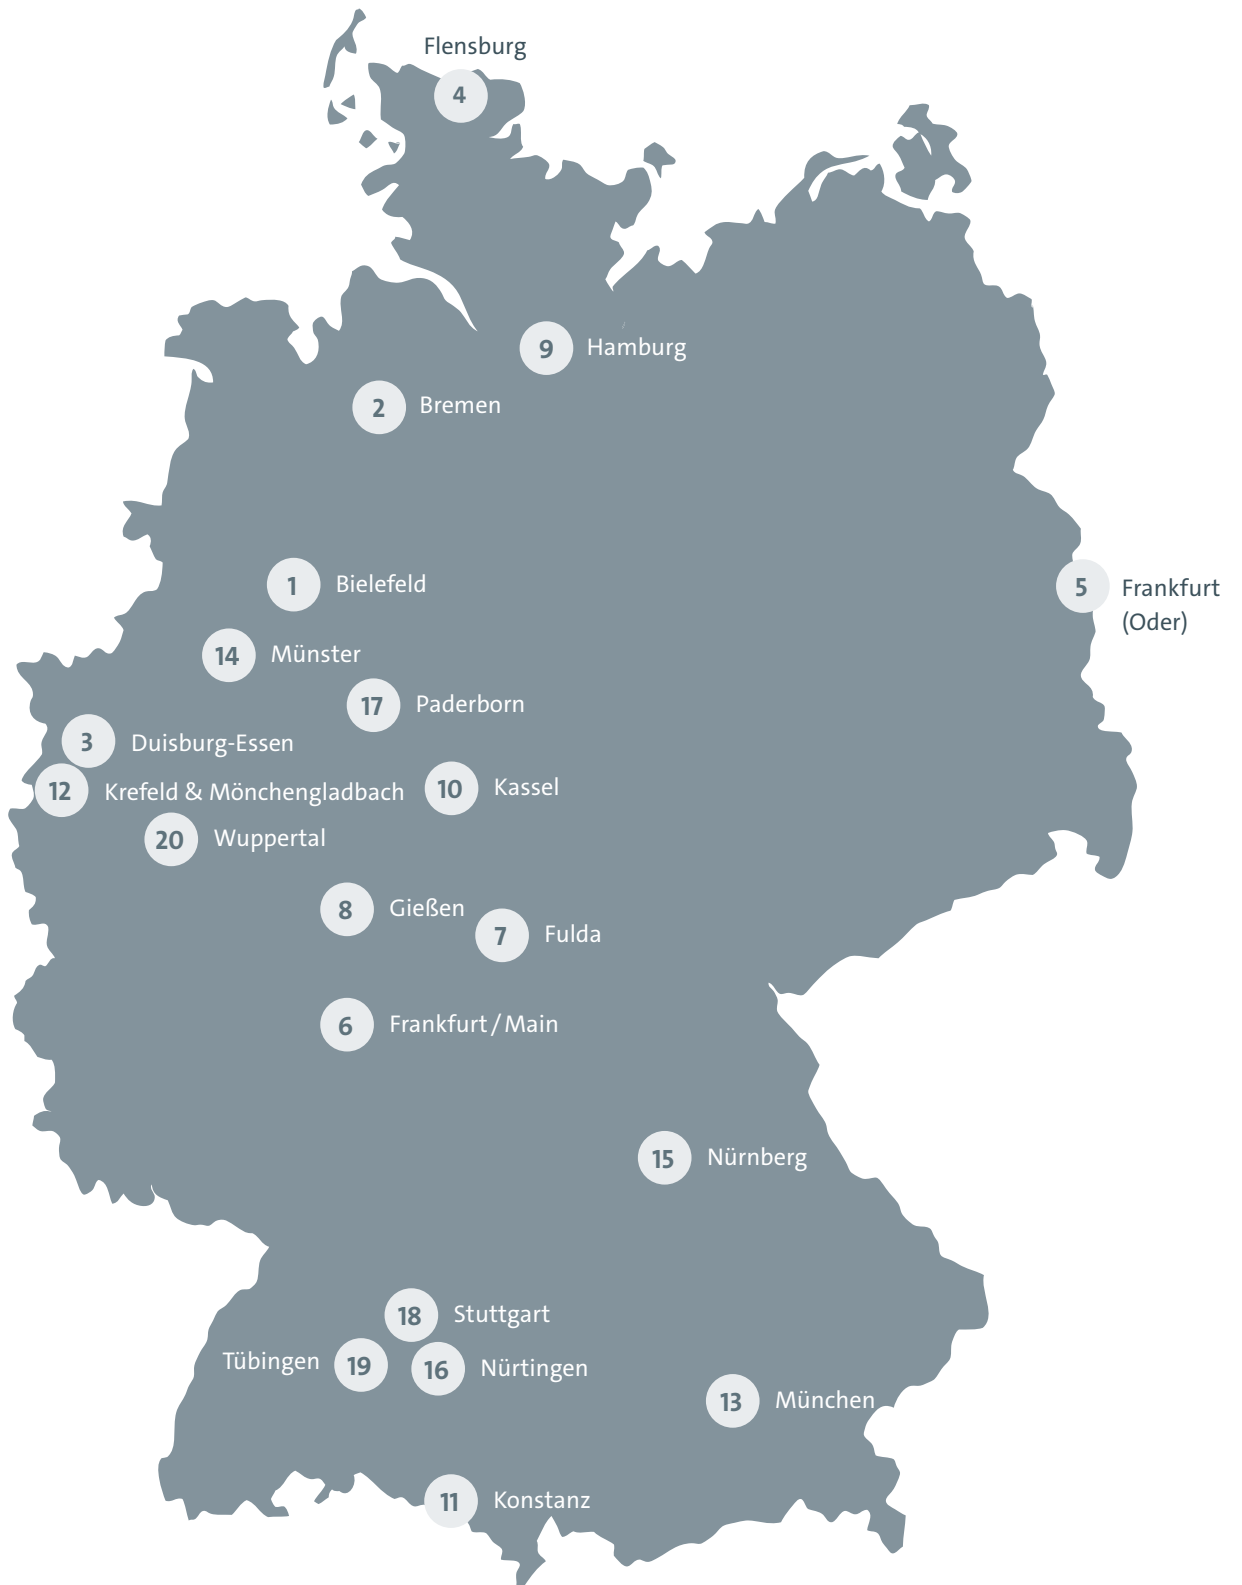 Flensburg
4
9 Hamburg
2 Bremen
1 Bielefeld
5 Frankfurt
(Oder)
14 Münster
17 Paderborn
3 Duisburg-Essen
12 Krefeld & Mönchengladbach
10 Kassel
20 Wuppertal
8 Gießen
7 Fulda
6 Frankfurt/Main
15 Nürnberg
18 Stuttgart
Tübingen 19
16 Nürtingen
13 München
11 Konstanz